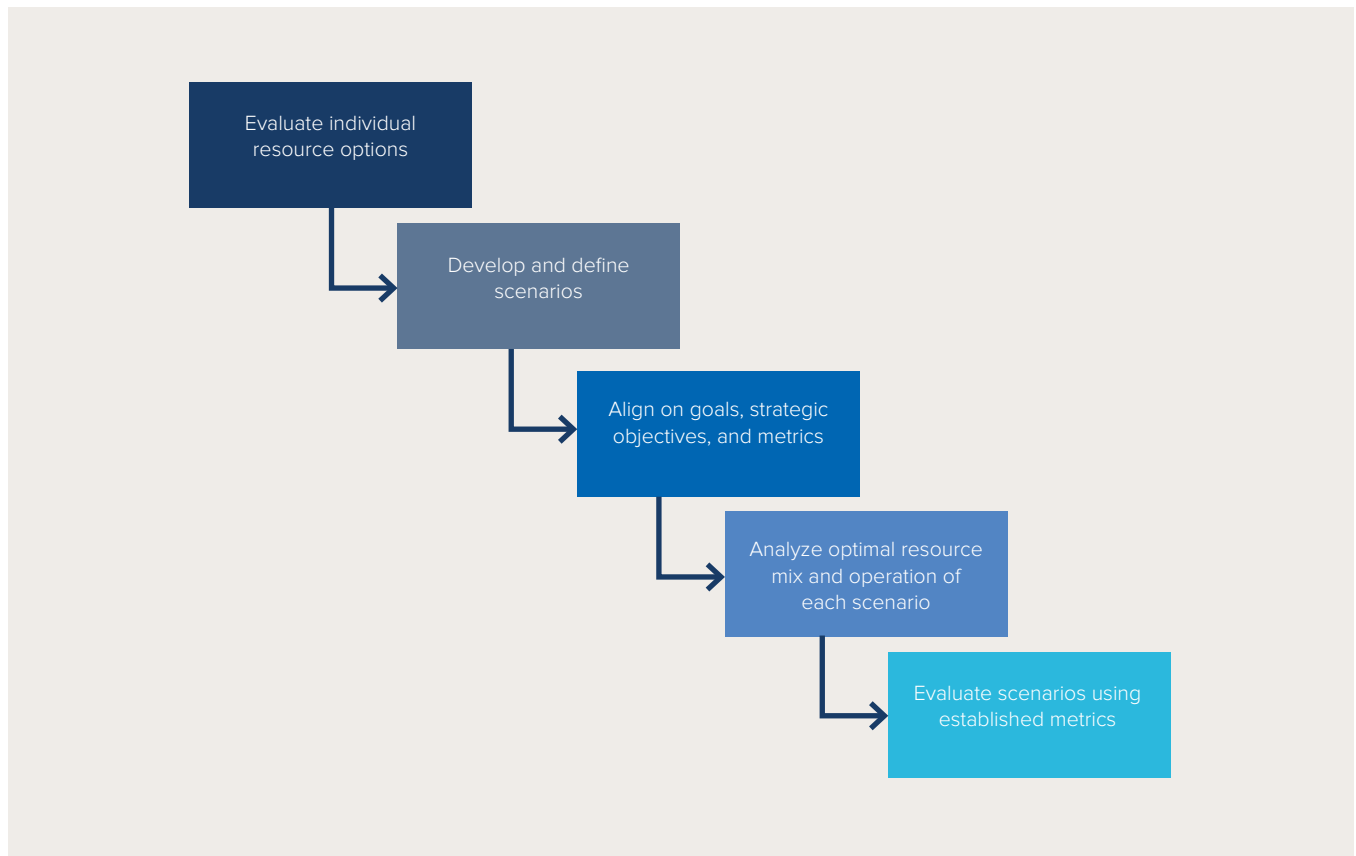 Evaluate individual
resource options
Develop and define
scenarios
Align on goals, strategic
objectives, and metrics
Analyze optimal resource
mix and operation of
each scenario
Evaluate scenarios using
established metrics